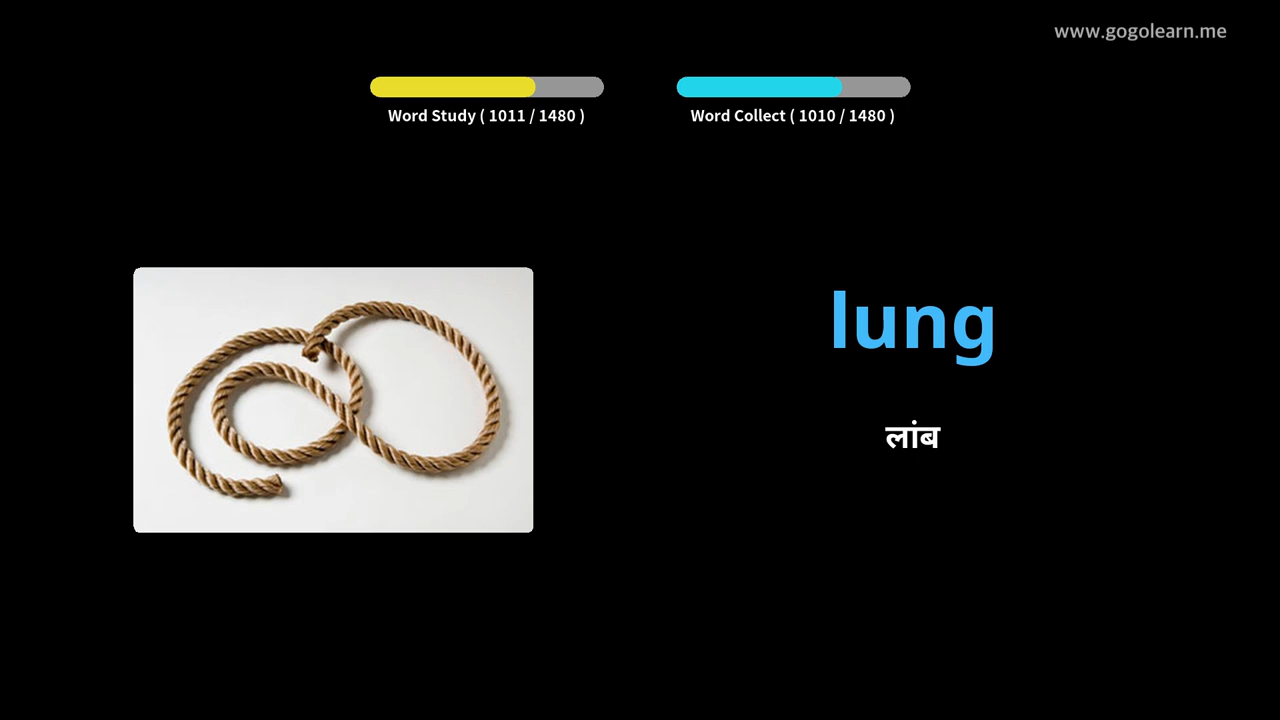 www.gogolearn.me
Word Study ( 1011 / 1480 )
Word Collect ( 1010 / 1480 )
lung
लांब